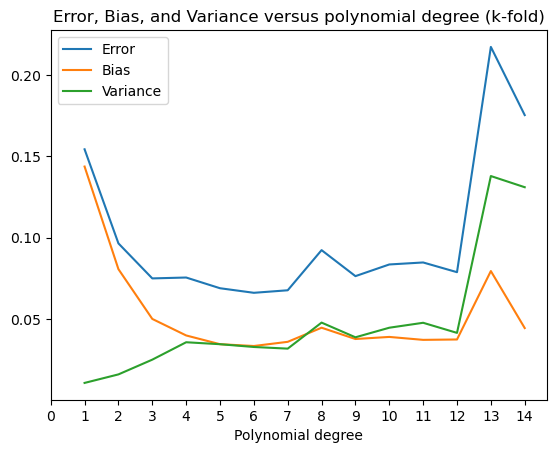 Error, Bias, and Variance versus polynomial degree (k-fold)
Error
Bias
Variance
0.20
0.15
0.10
0.05
0 1 2 3 4 5 6 7 8 9 10 11 12 13 14
Polynomial degree